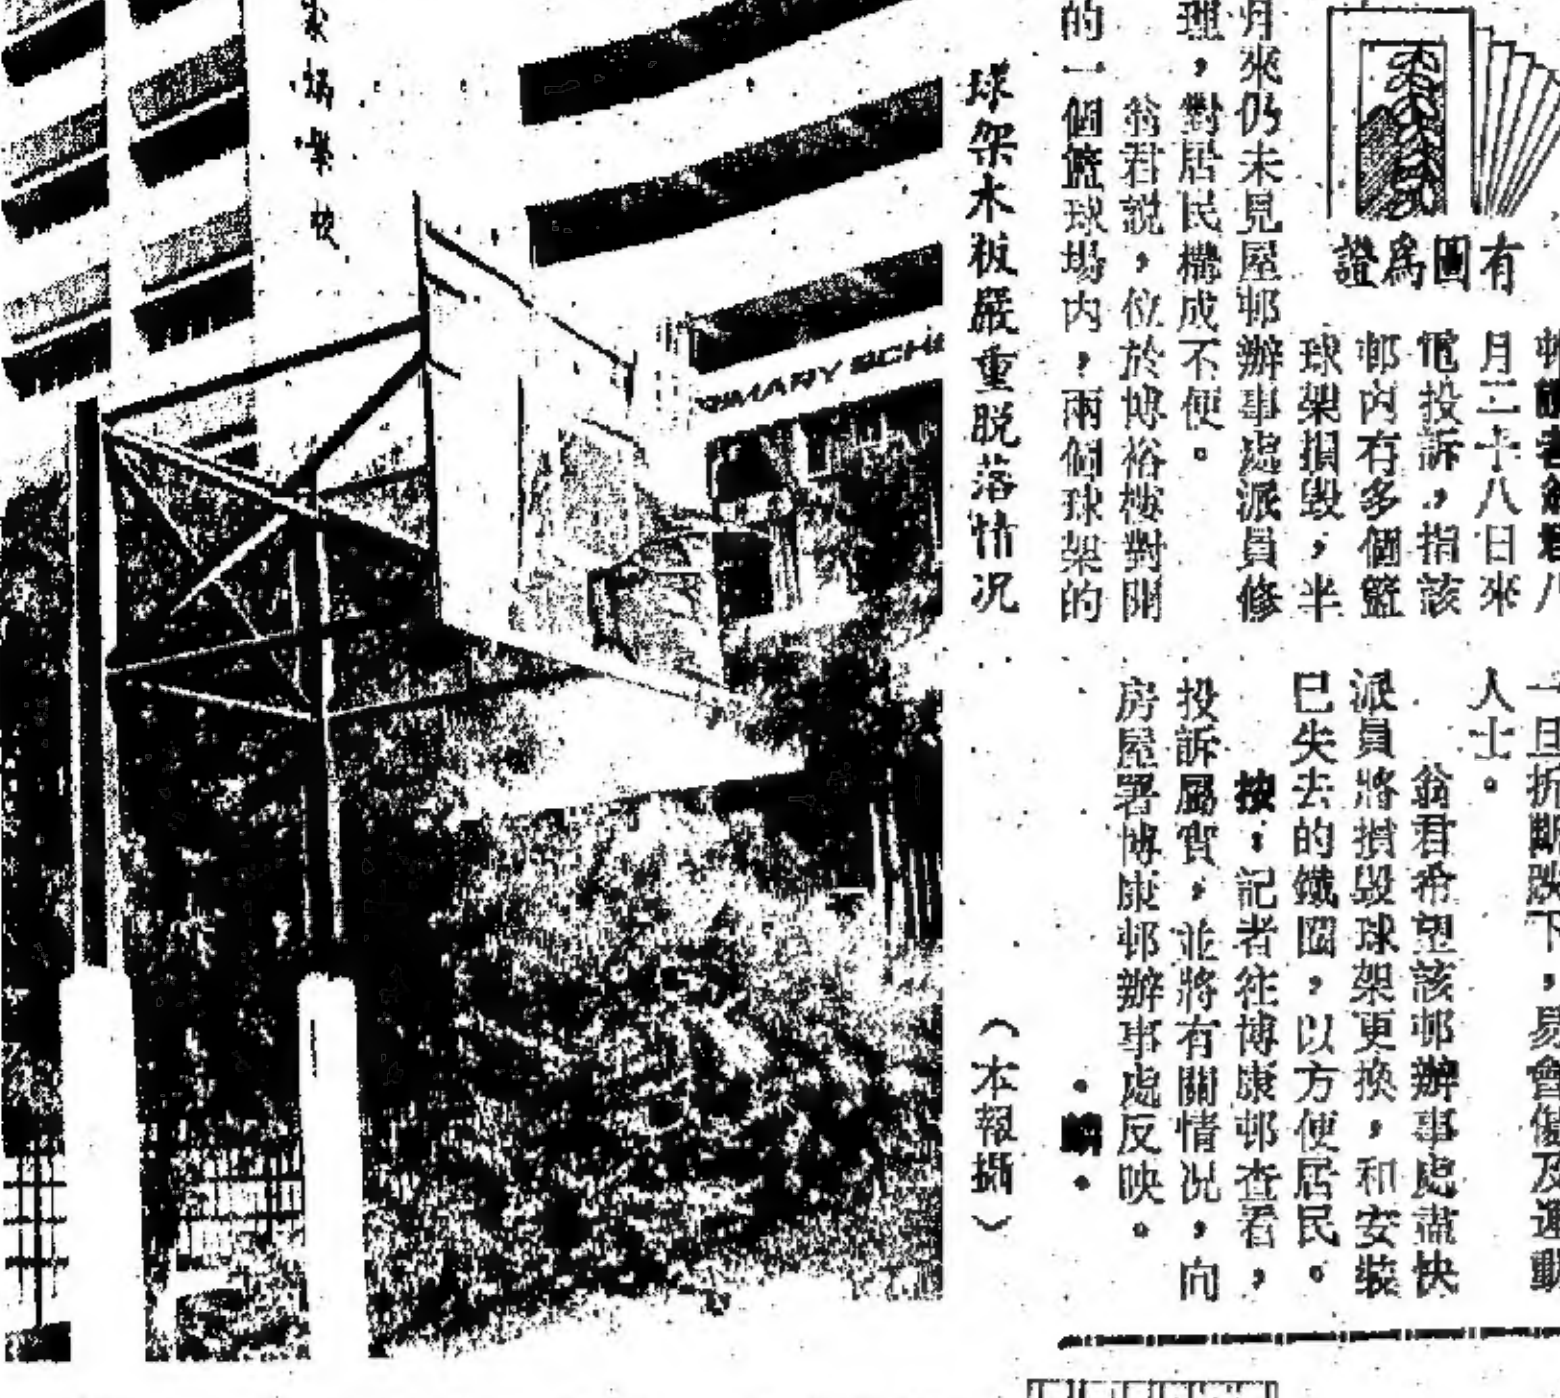 有圖為證
月二十八日來
電投訴，指該
邨內有多個籃
球架損毀，半
月來仍未見屋邨辦事處派員修
理，對居民構成不便。
翁君說，位於博裕樓對開
的一個籃球場內，兩個球架的
一旦折斷跌下，易會傷及運動
人士。
翁君希望該邨辦事處盡快
派員將損毀球架更換，和安裝
已失去的鐵圈，以方便居民。
按：記者往博康邨查看，
投訴屬實，並將有關情況，向
房屋署博康邨辦事處反映。
球架木板嚴重脫落情況
（本報攝）
學校
PRIMARY SCH